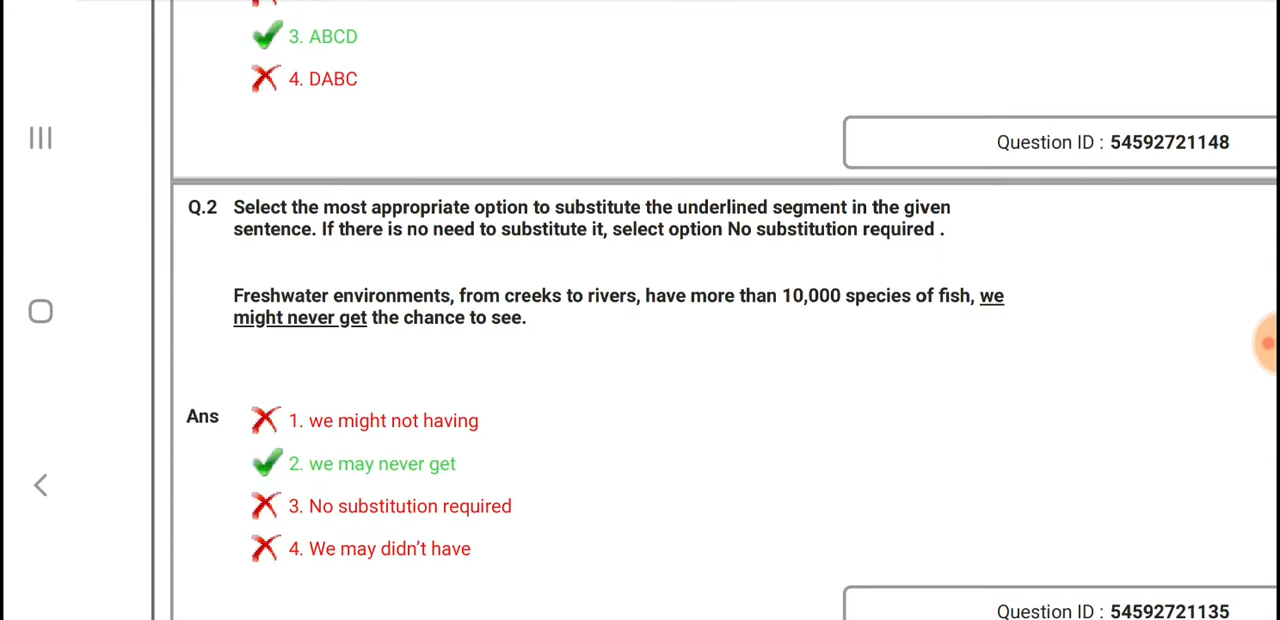 3. ABCD
4. DABC
Question ID : 54592721148
Q.2 Select the most appropriate option to substitute the underlined segment in the given
sentence. If there is no need to substitute it, select option No substitution required .
Freshwater environments, from creeks to rivers, have more than 10,000 species of fish, we
might never get the chance to see.
Ans
1. we might not having
2. we may never get
3. No substitution required
4. We may didn’t have
Question ID : 54592721135